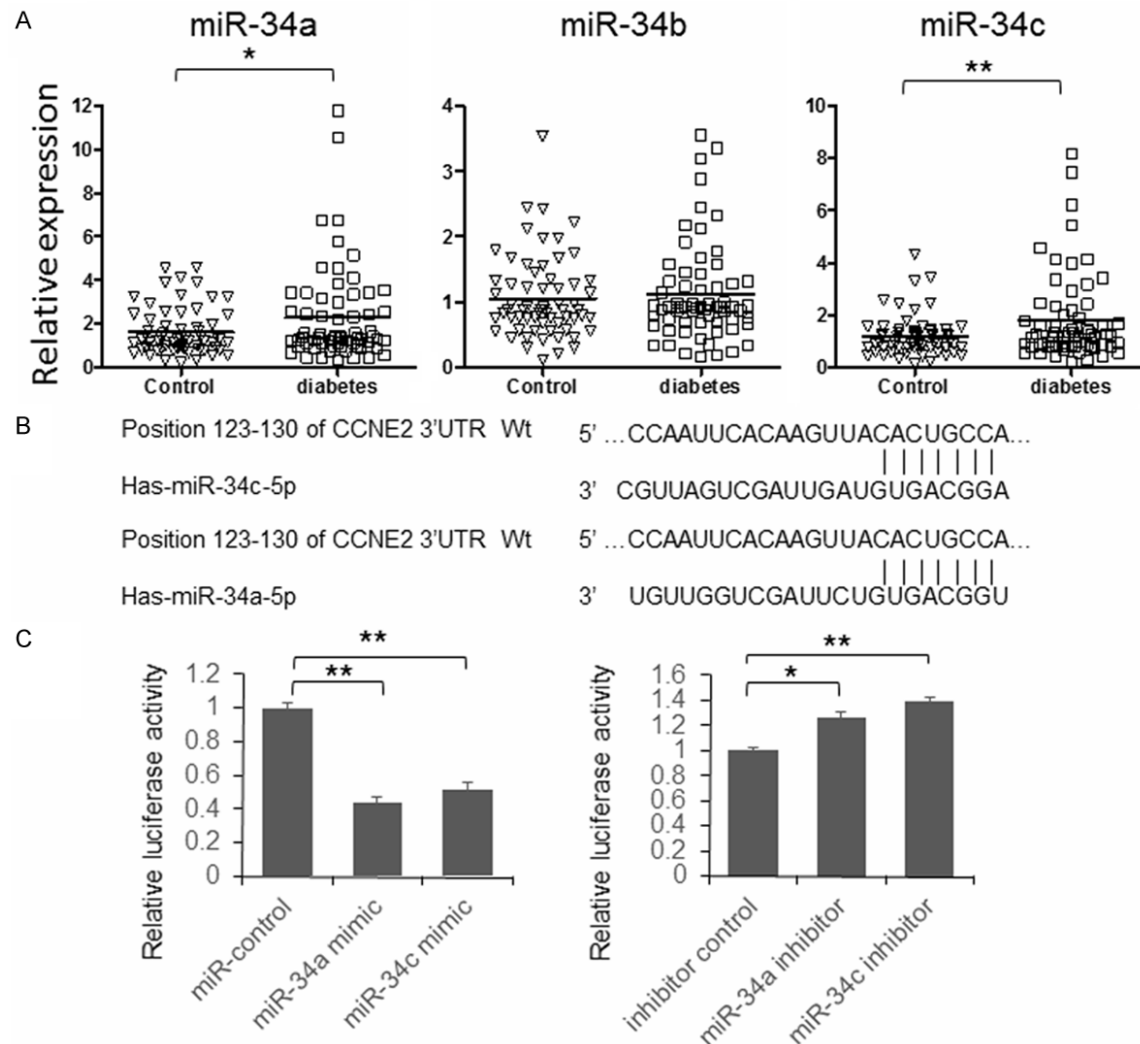 A
miR-34a
miR-34b
miR-34c
*
**
Relative expression
12
10
8
6
4
2
0
Control
diabetes
4
3
2
1
0
Control
diabetes
10
8
6
4
2
0
Control
diabetes
B
Position 123-130 of CCNE2 3'UTR Wt 5' ...CCAAUUCACAAGUUACACUGCCA...
Has-miR-34c-5p 3' CGUUAGUCGAUUGAUGUGACGGA
Position 123-130 of CCNE2 3'UTR Wt 5' ...CCAAUUCACAAGUUACACUGCCA...
Has-miR-34a-5p 3' UGUUGGUCGAUUCUGUGACGGU
C
**
**
Relative luciferase activity
1.2
1
0.8
0.6
0.4
0.2
0
miR-control
miR-34a mimic
miR-34c mimic
**
*
Relative luciferase activity
1.6
1.4
1.2
1
0.8
0.6
0.4
0.2
0
inhibitor control
miR-34a inhibitor
miR-34c inhibitor